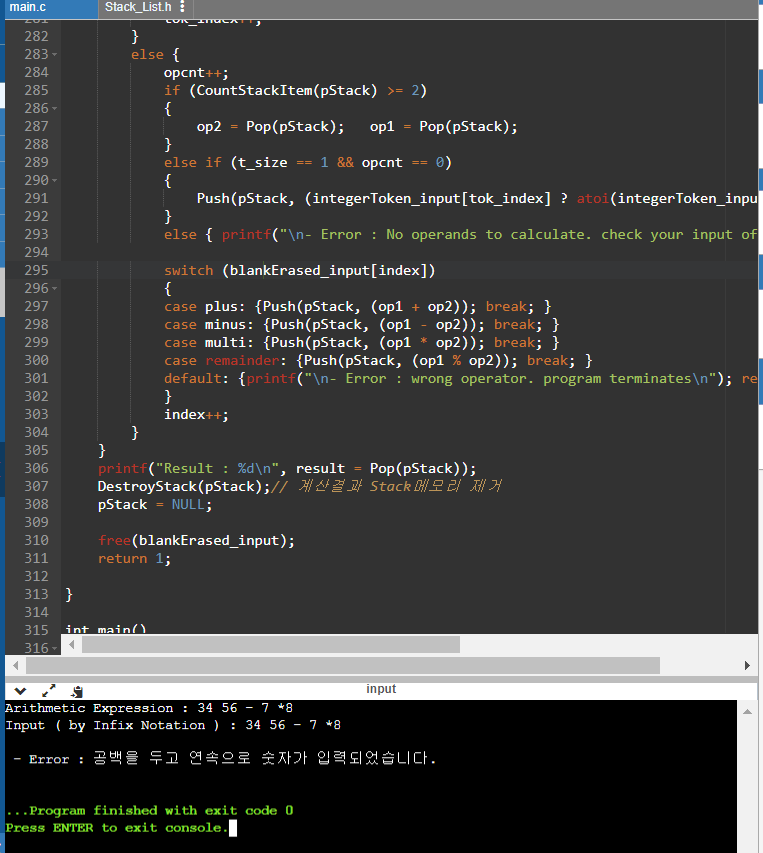 main.c Stack_List.h
281 tok_index++;
282 }
283 else {
284 opcnt++;
285 if (CountStackItem(pStack) >= 2)
286 {
287 op2 = Pop(pStack); op1 = Pop(pStack);
288 }
289 else if (t_size == 1 && opcnt == 0)
290 {
291 Push(pStack, (integerToken_input[tok_index] ? atoi(integerToken_inpu
292 }
293 else { printf("\n- Error : No operands to calculate. check your input of
294
295 switch (blankErased_input[index])
296 {
297 case plus: {Push(pStack, (op1 + op2)); break; }
298 case minus: {Push(pStack, (op1 - op2)); break; }
299 case multi: {Push(pStack, (op1 * op2)); break; }
300 case remainder: {Push(pStack, (op1 % op2)); break; }
301 default: {printf("\n- Error : wrong operator. program terminates\n"); re
302 }
303 index++;
304 }
305 }
306 printf("Result : %d\n", result = Pop(pStack));
307 DestroyStack(pStack);// 계산결과 Stack메모리 제거
308 pStack = NULL;
309
310 free(blankErased_input);
311 return 1;
312
313 }
314
315 int main()
316
input
Arithmetic Expression : 34 56 - 7 *8
Input ( by Infix Notation ) : 34 56 - 7 *8
- Error : 공백을 두고 연속으로 숫자가 입력되었습니다.
...Program finished with exit code 0
Press ENTER to exit console.